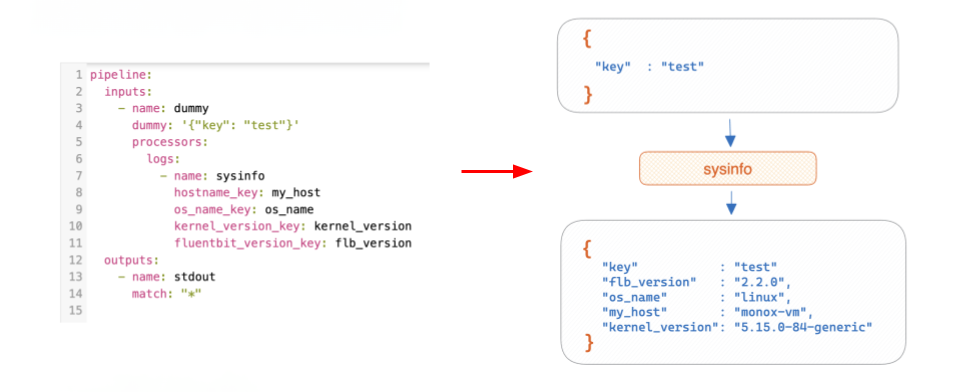 1 pipeline:
2 inputs:
3 - name: dummy
4 dummy: '{"key": "test"}'
5 processors:
6 logs:
7 - name: sysinfo
8 hostname_key: my_host
9 os_name_key: os_name
10 kernel_version_key: kernel_version
11 fluentbit_version_key: flb_version
12 outputs:
13 - name: stdout
14 match: "*"
15
{
"key" : "test"
}
sysinfo
{
"key" : "test"
"flb_version" : "2.2.0",
"os_name" : "linux",
"my_host" : "monox-vm",
"kernel_version": "5.15.0-84-generic"
}